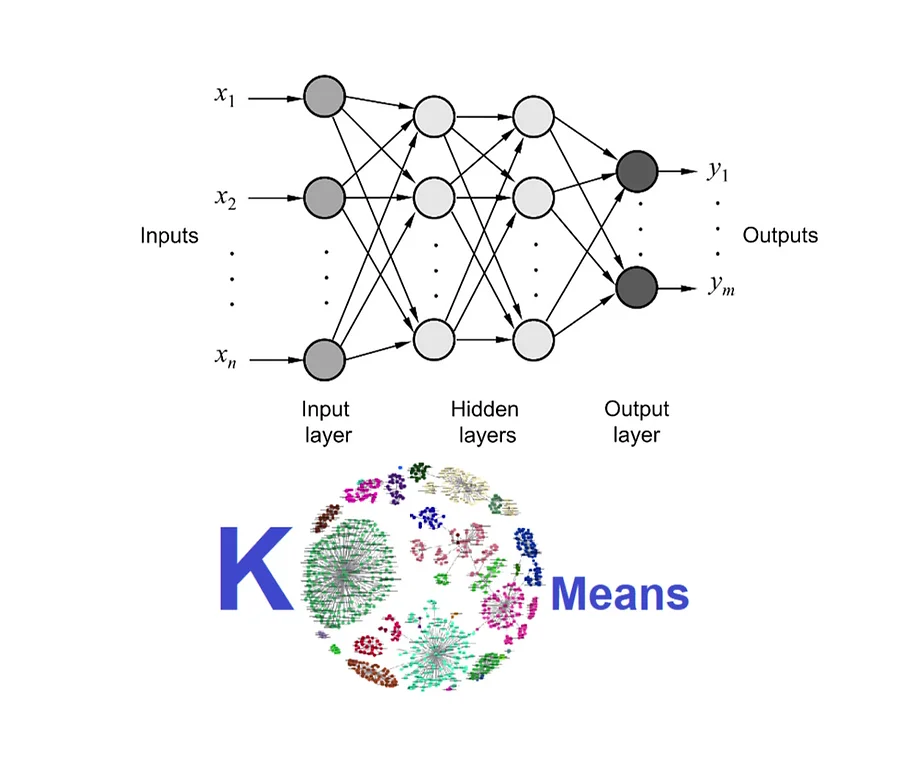 x1
x2
Inputs
xn
y1
Outputs
ym
Input
layer
Hidden
layers
Output
layer
K
Means